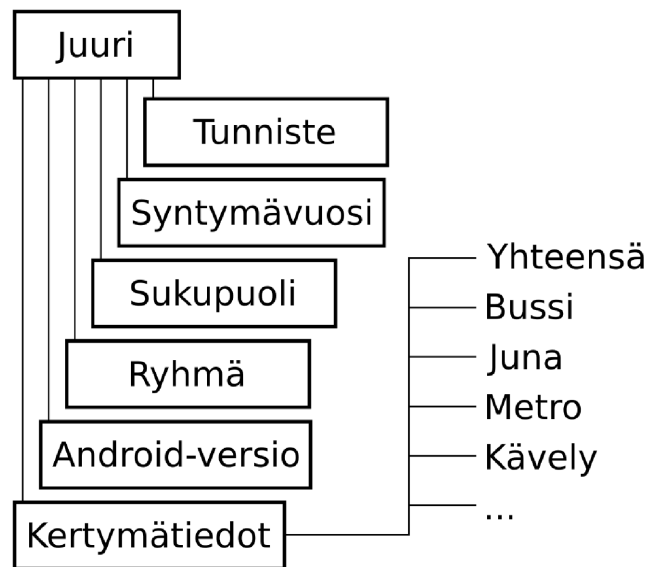 Juuri
Tunniste
Syntymävuosi
Sukupuoli
Ryhmä
Android-versio
Kertymätiedot
Yhteensä
Bussi
Juna
Metro
Kävely
...